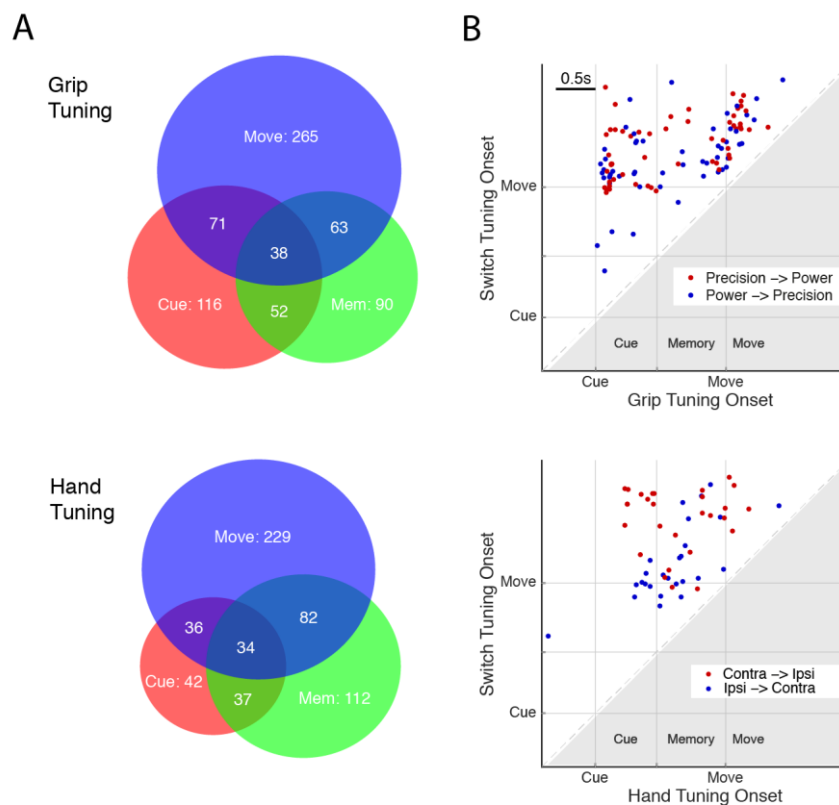 A
Grip
Tuning
Move: 265
71
63
38
Cue: 116
52
Mem: 90
Hand
Tuning
Move: 229
36
82
34
Cue: 42
37
Mem: 112
B
0.5s
Switch Tuning Onset
Move
Cue
Precision –> Power
Power –> Precision
Cue
Memory
Move
Cue
Move
Grip Tuning Onset
Switch Tuning Onset
Move
Cue
Contra –> Ipsi
Ipsi –> Contra
Cue
Memory
Move
Cue
Move
Hand Tuning Onset